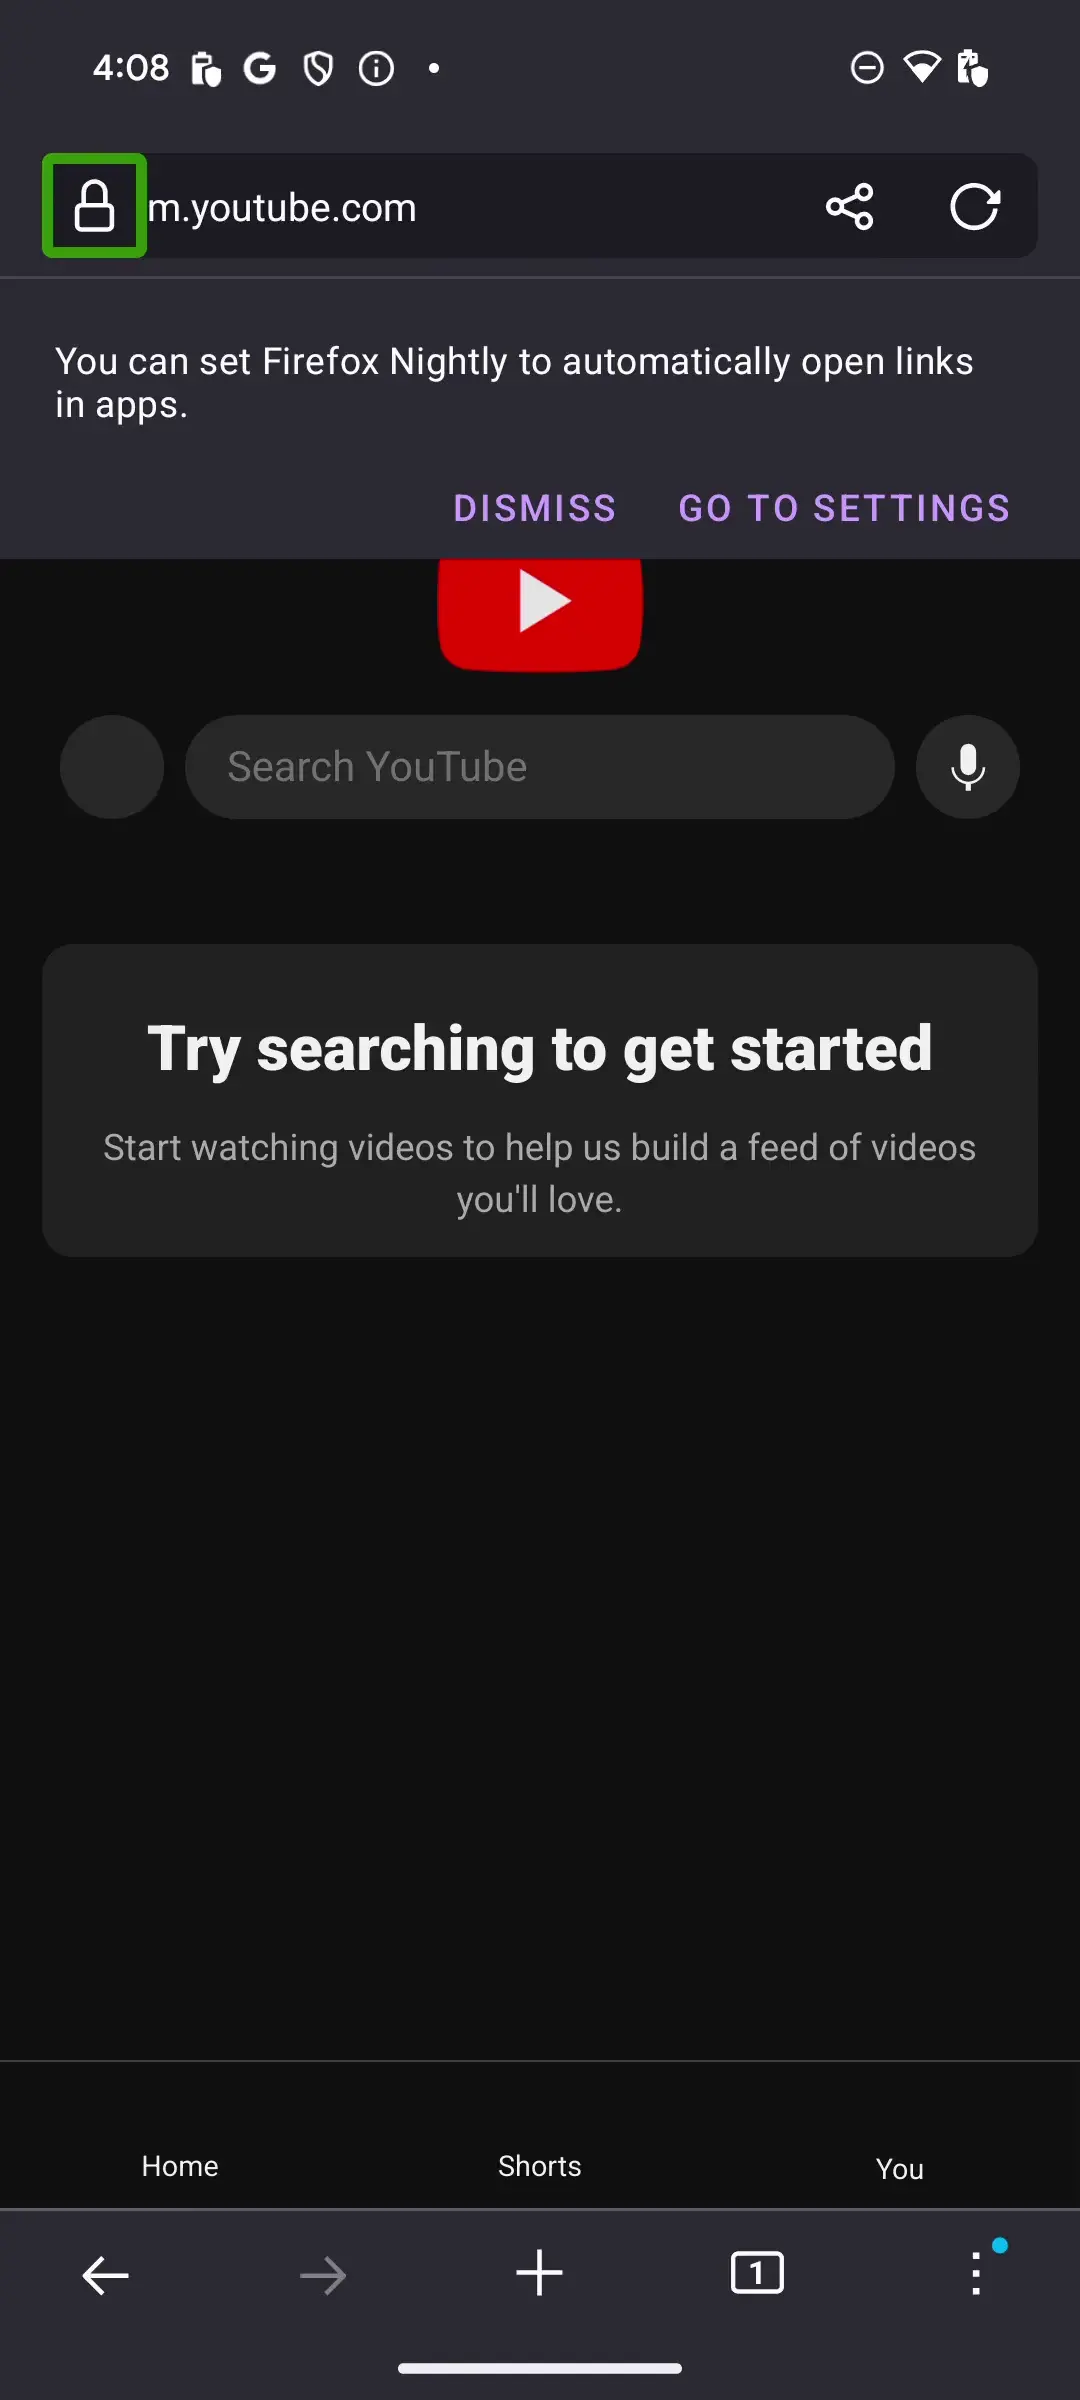 4:08
m.youtube.com
You can set Firefox Nightly to automatically open links
in apps.
DISMISS GO TO SETTINGS
Search YouTube
Try searching to get started
Start watching videos to help us build a feed of videos
you'll love.
Home Shorts You
1